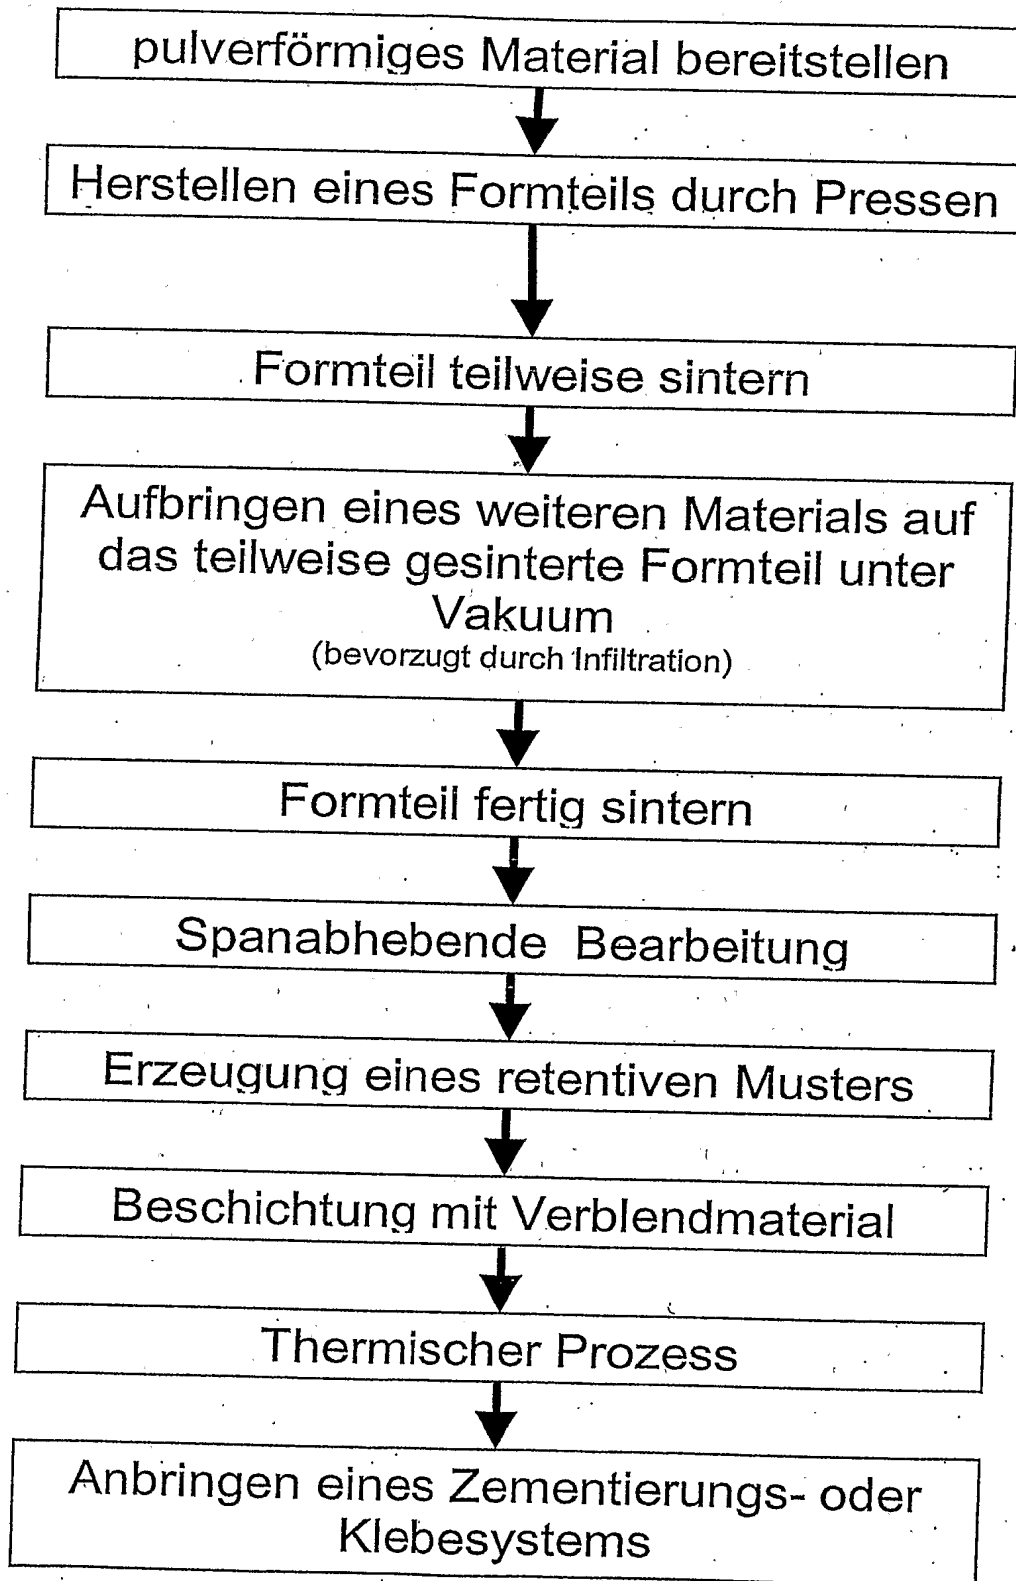 pulverförmiges Material bereitstellen
Herstellen eines Formteils durch Pressen
Formteil teilweise sintern
Aufbringen eines weiteren Materials auf
das teilweise gesinterte Formteil unter
Vakuum
(bevorzugt durch Infiltration)
Formteil fertig sintern
Spanabhebende Bearbeitung
Erzeugung eines retentiven Musters
Beschichtung mit Verblendmaterial
Thermischer Prozess
Anbringen eines Zementierungs- oder
Klebesystems